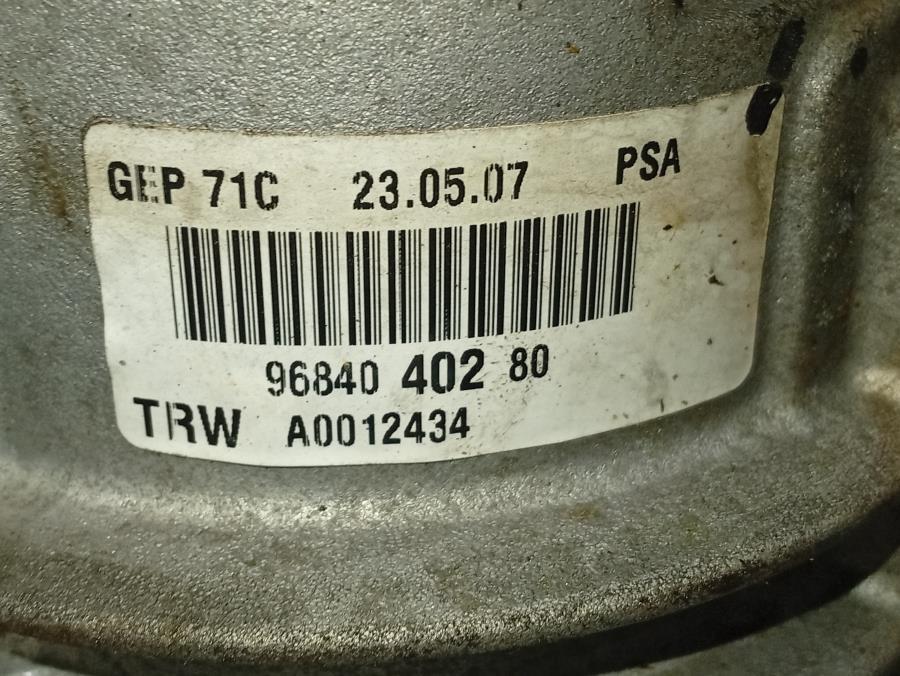 GEP 71C 23.05.07 PSA
96840 402 80
TRW A0012434